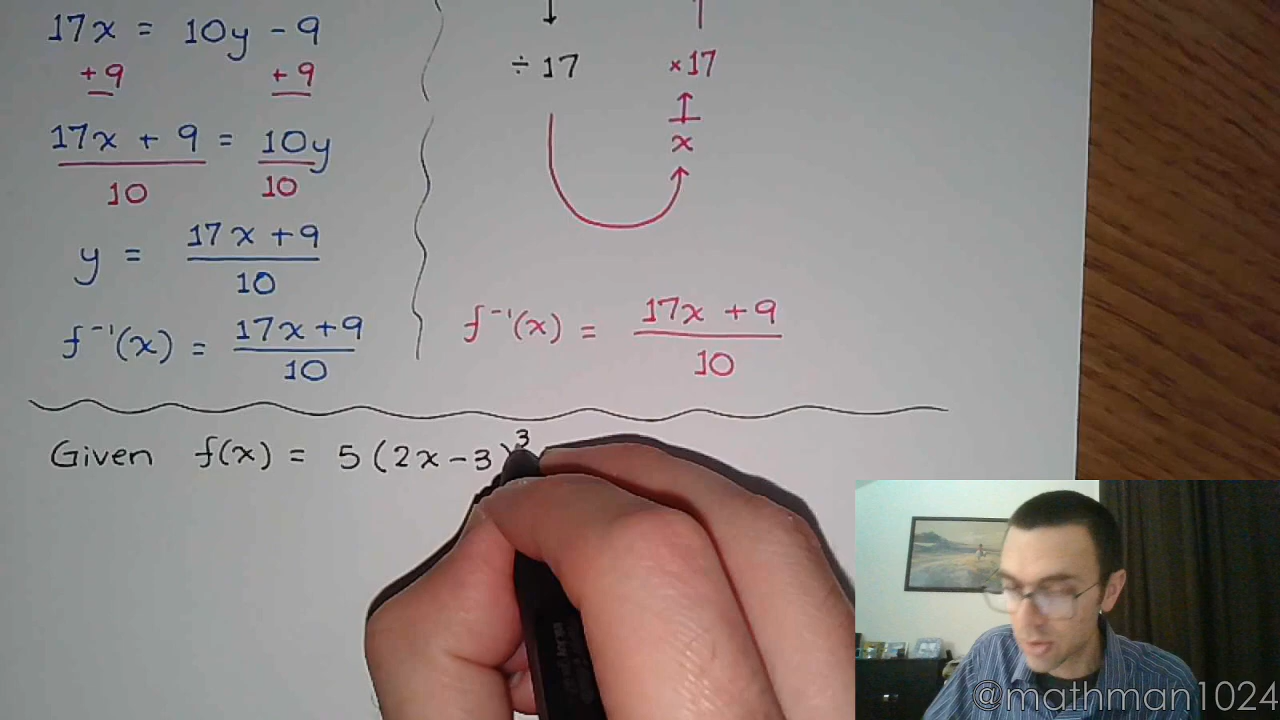 17x = 10y - 9
+9 +9
17x + 9 = 10y
10 10
y = 17x + 9
10
f⁻¹(x) = 17x + 9
10
÷ 17
× 17
x
f⁻¹(x) = 17x + 9
10
Given f(x) = 5(2x - 3)³
@mathman1024